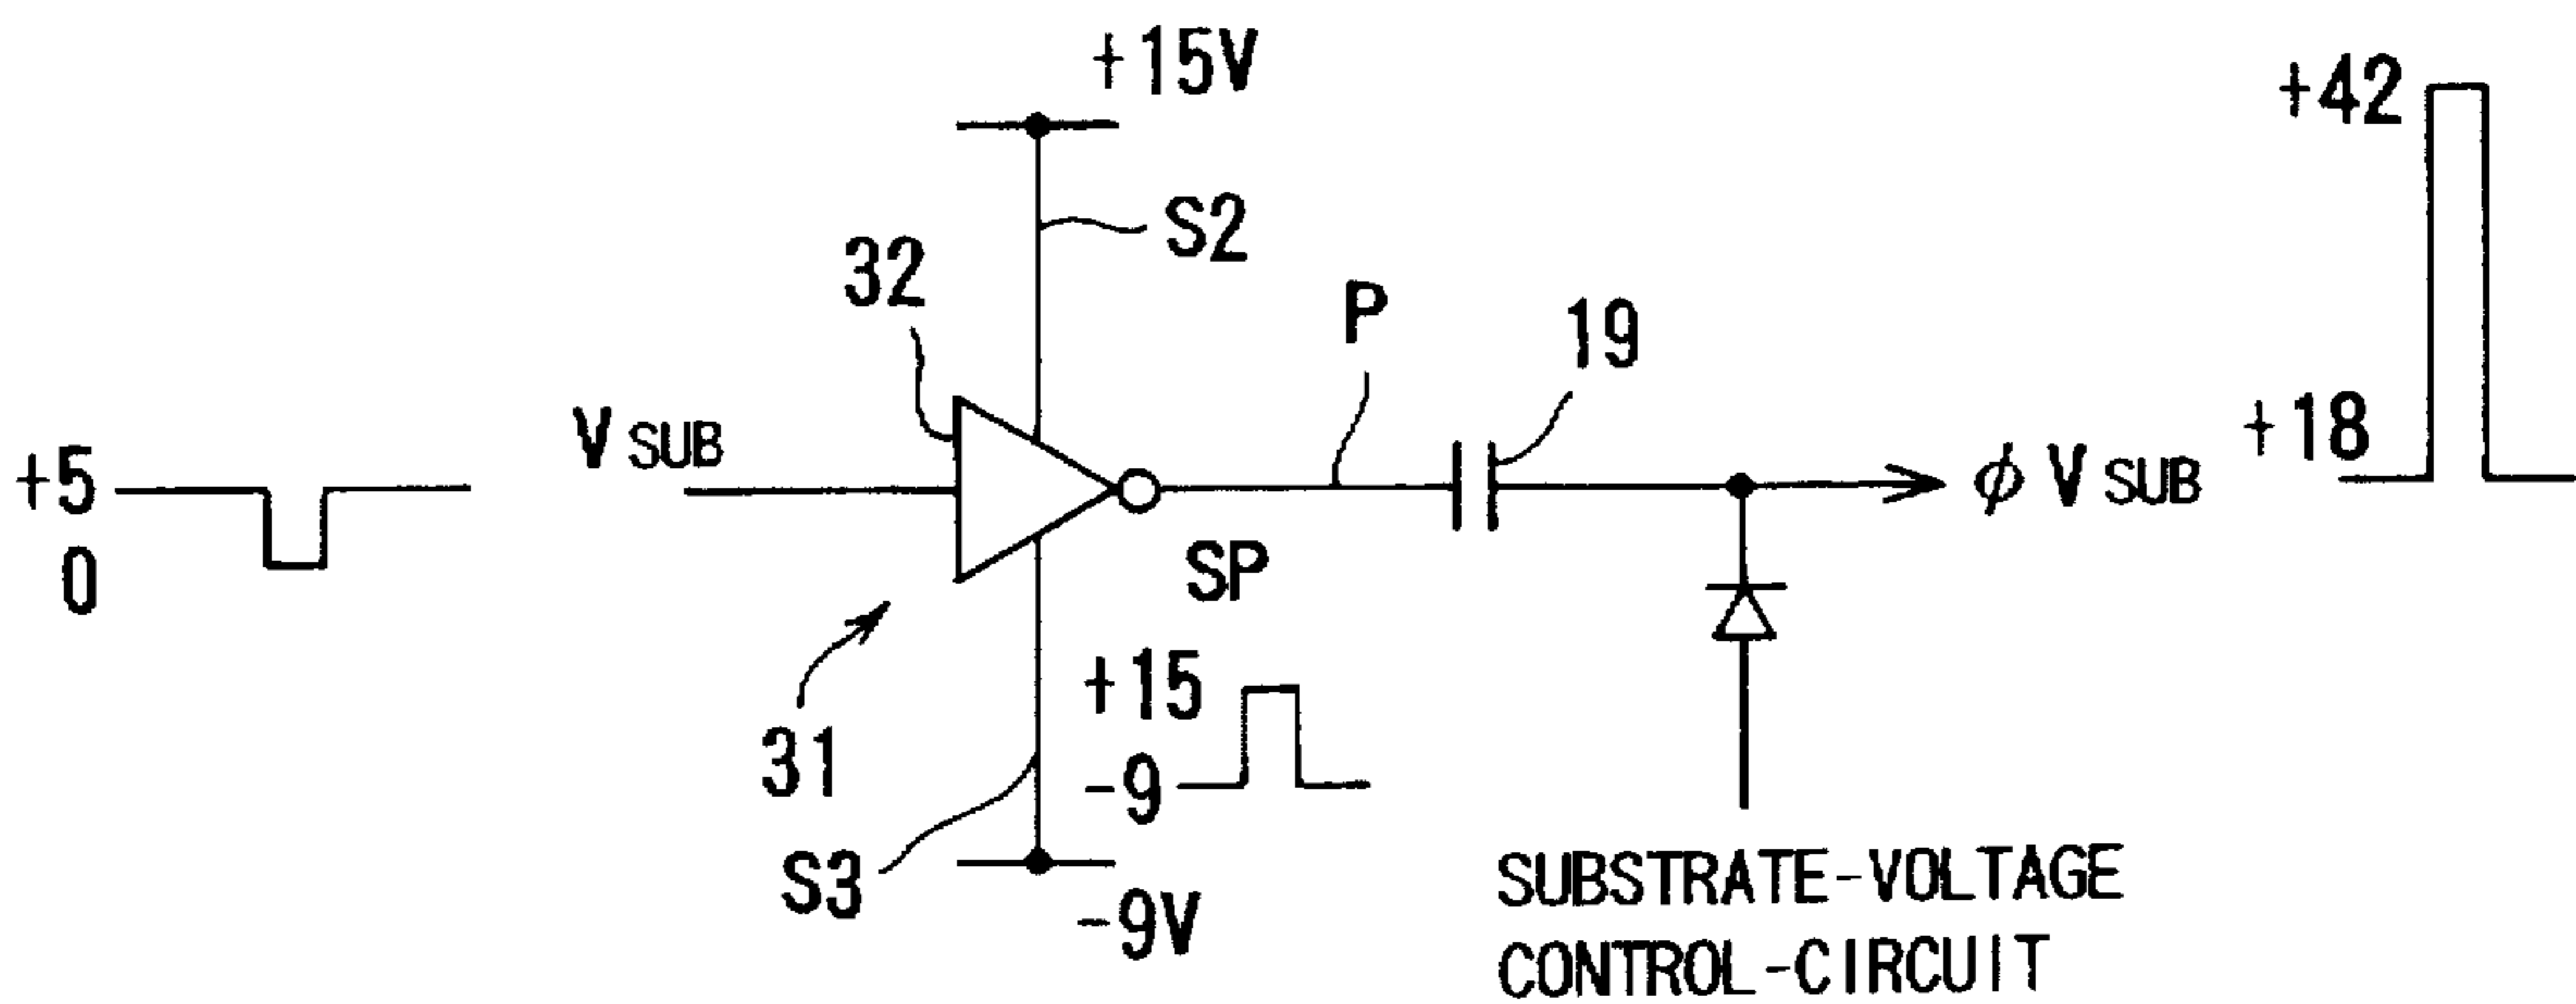 +15V
+42
S2
32
P
19
+18
V SUB
+5
0
φ V SUB
SP
+15
-9
31
S3
-9V
SUBSTRATE-VOLTAGE
CONTROL-CIRCUIT